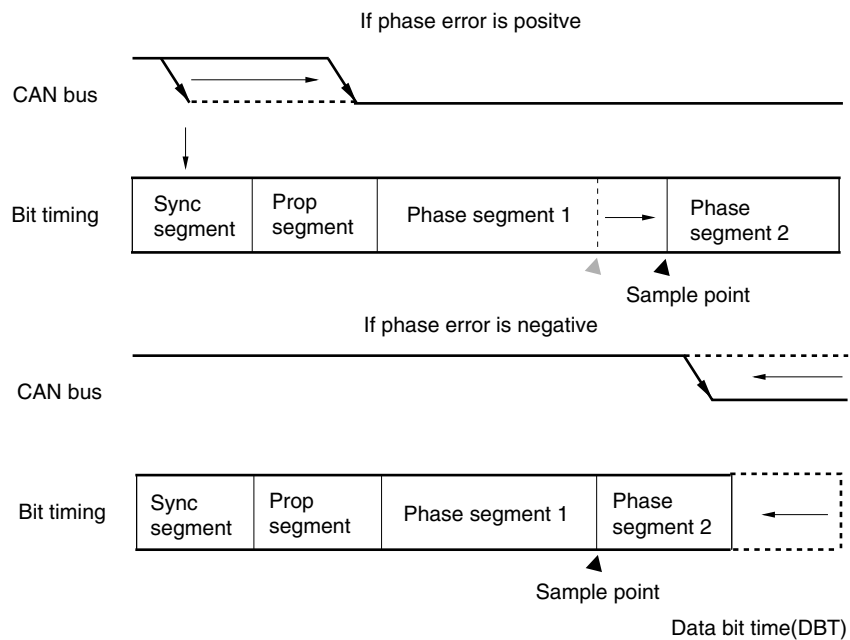 If phase error is positve
CAN bus
Bit timing
Sync
segment
Prop
segment
Phase segment 1
Phase
segment 2
Sample point
If phase error is negative
CAN bus
Bit timing
Sync
segment
Prop
segment
Phase segment 1
Phase
segment 2
Sample point
Data bit time(DBT)